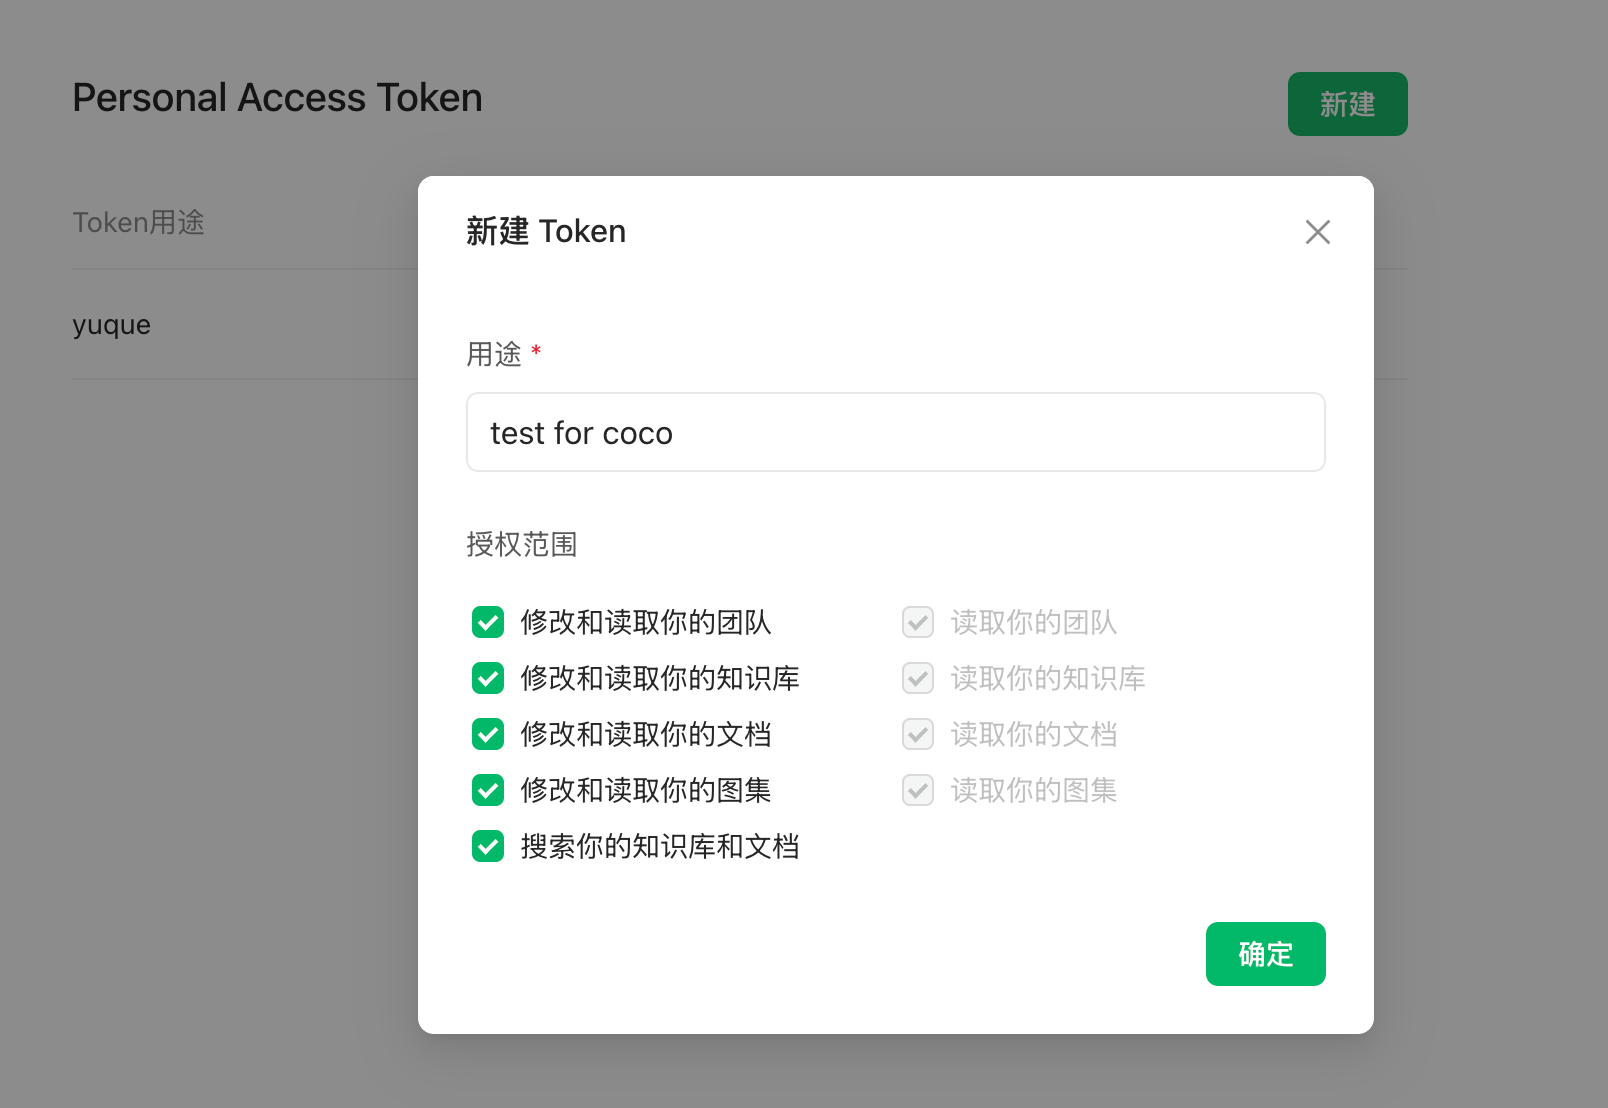 Personal Access Token
新建
Token用途
yuque
新建 Token
用途 *
test for coco
授权范围
修改和读取你的团队 读取你的团队
修改和读取你的知识库 读取你的知识库
修改和读取你的文档 读取你的文档
修改和读取你的图集 读取你的图集
搜索你的知识库和文档
确定